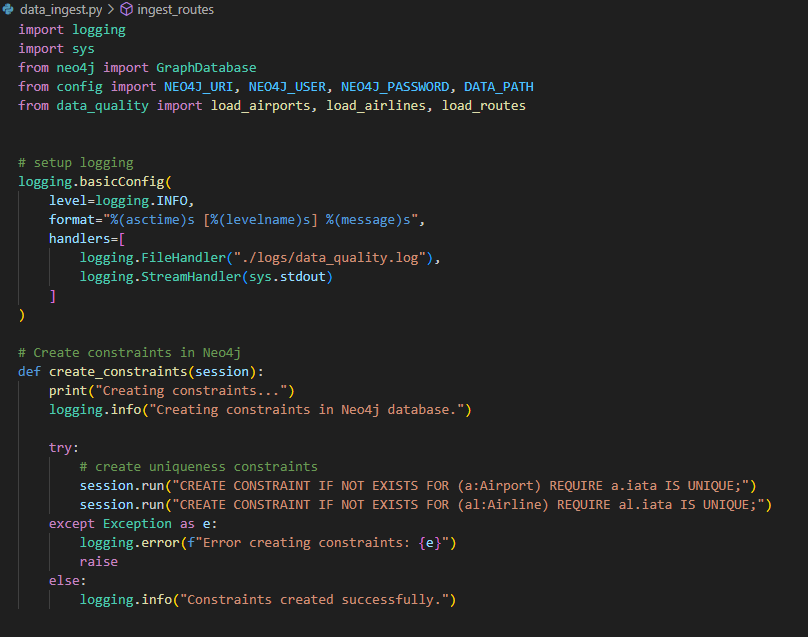 data_ingest.py > ingest_routes
import logging
import sys
from neo4j import GraphDatabase
from config import NEO4J_URI, NEO4J_USER, NEO4J_PASSWORD, DATA_PATH
from data_quality import load_airports, load_airlines, load_routes
# setup logging
logging.basicConfig(
    level=logging.INFO,
    format="%(asctime)s [%(levelname)s] %(message)s",
    handlers=[
        logging.FileHandler("./logs/data_quality.log"),
        logging.StreamHandler(sys.stdout)
    ]
)
# Create constraints in Neo4j
def create_constraints(session):
    print("Creating constraints...")
    logging.info("Creating constraints in Neo4j database.")
    try:
        # create uniqueness constraints
        session.run("CREATE CONSTRAINT IF NOT EXISTS FOR (a:Airport) REQUIRE a.iata IS UNIQUE;")
        session.run("CREATE CONSTRAINT IF NOT EXISTS FOR (al:Airline) REQUIRE al.iata IS UNIQUE;")
    except Exception as e:
        logging.error(f"Error creating constraints: {e}")
        raise
    else:
        logging.info("Constraints created successfully.")